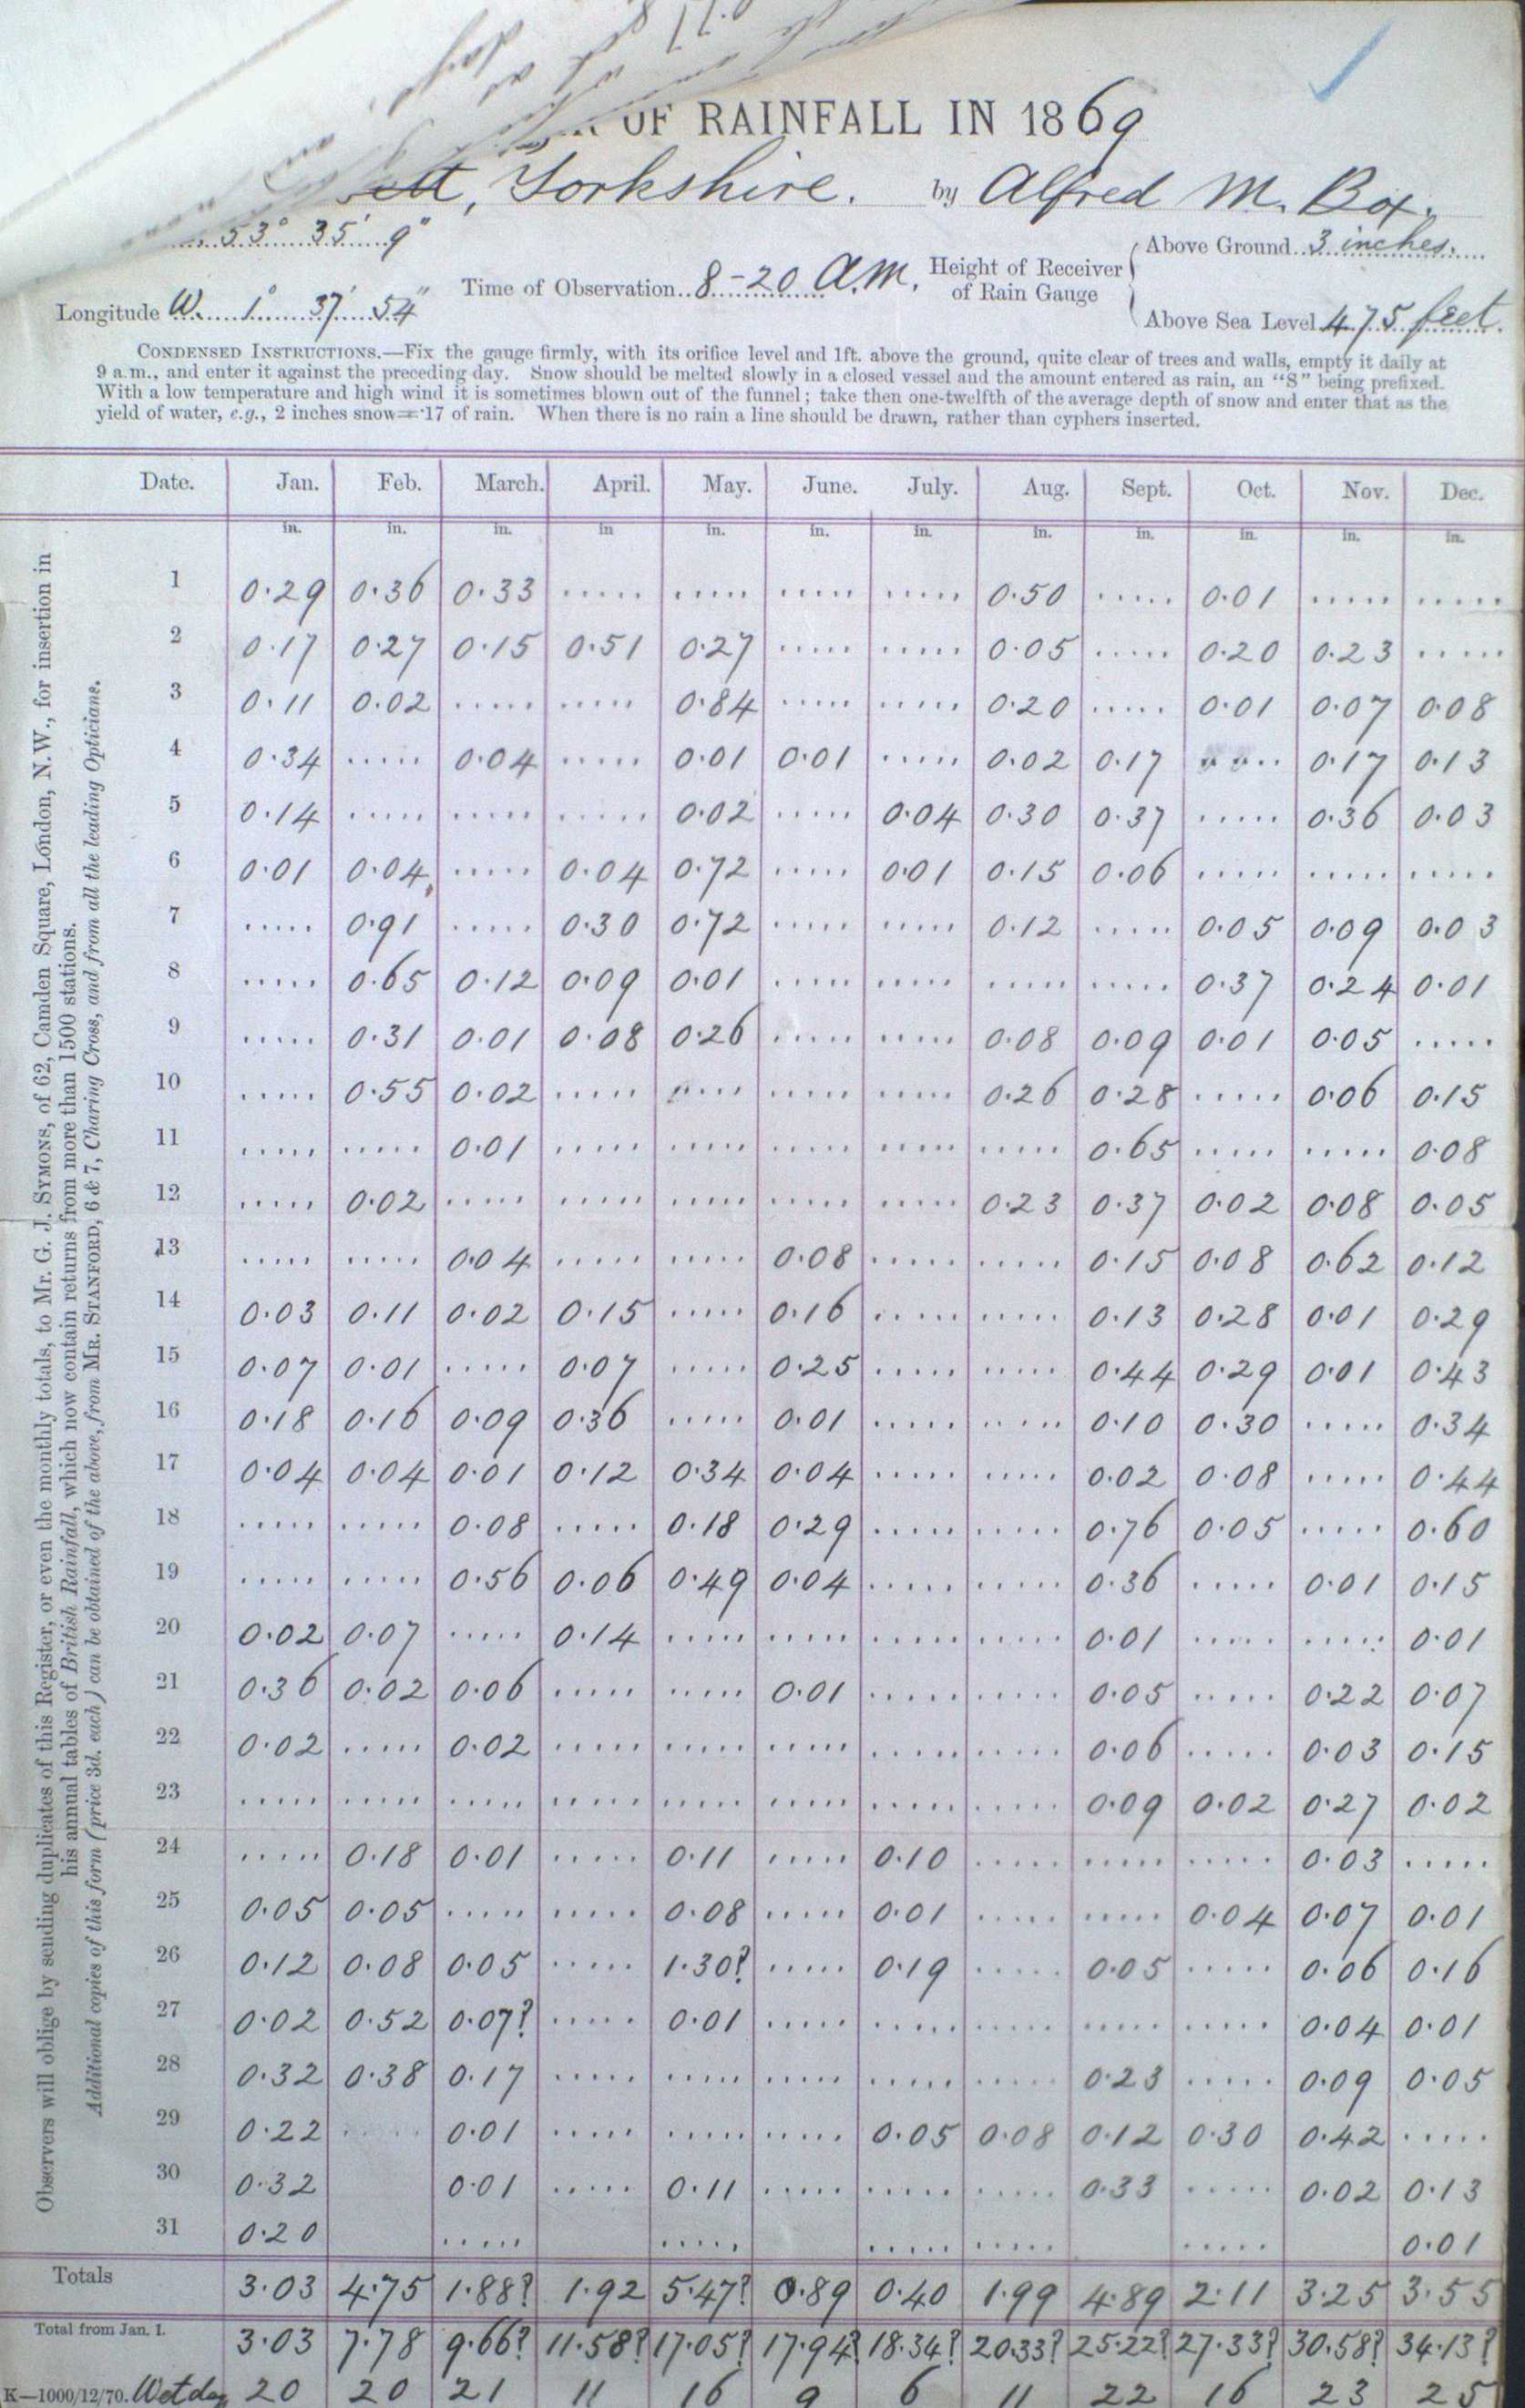 OF RAINFALL IN 1869
Yorkshire. by Alfred M. Box.
53° 35' 9"
Longitude W. 1° 37' 54"
Time of Observation 8-20 a.m.
Height of Receiver of Rain Gauge
Above Ground 3 inches.
Above Sea Level 475 feet.
CONDENSED INSTRUCTIONS.—Fix the gauge firmly, with its orifice level and 1ft. above the ground, quite clear of trees and walls, empty it daily at
9 a.m., and enter it against the preceding day. Snow should be melted slowly in a closed vessel and the amount entered as rain, an "S" being prefixed.
With a low temperature and high wind it is sometimes blown out of the funnel; take then one-twelfth of the average depth of snow and enter that as the
yield of water, e.g., 2 inches snow=·17 of rain. When there is no rain a line should be drawn, rather than cyphers inserted.
Observers will oblige by sending duplicates of this Register, or even the monthly totals, to Mr. G. J. SYMONS, of 62, Camden Square, London, N.W., for insertion in
his annual tables of British Rainfall, which now contain returns from more than 1500 stations.
Additional copies of this form (price 3d. each) can be obtained of the above, from MR. STANFORD, 6 & 7, Charing Cross, and from all the leading Opticians.
Date. Jan. Feb. March. April. May. June. July. Aug. Sept. Oct. Nov. Dec.
in. in. in. in in. in. in. in. in. in. in. in.
1 0.29 0.36 0.33 ..... ..... ..... ..... 0.50 ..... 0.01 ..... .....
2 0.17 0.27 0.15 0.51 0.27 ..... ..... 0.05 ..... 0.20 0.23 .....
3 0.11 0.02 ..... ..... 0.84 ..... ..... 0.20 ..... 0.01 0.07 0.08
4 0.34 ..... 0.04 ..... 0.01 0.01 ..... 0.02 0.17 ..... 0.17 0.13
5 0.14 ..... ..... ..... 0.02 ..... 0.04 0.30 0.37 ..... 0.36 0.03
6 0.01 0.04 ..... 0.04 0.72 ..... 0.01 0.15 0.06 ..... ..... .....
7 ..... 0.91 ..... 0.30 0.72 ..... ..... 0.12 ..... 0.05 0.09 0.03
8 ..... 0.65 0.12 0.09 0.01 ..... ..... ..... ..... 0.37 0.24 0.01
9 ..... 0.31 0.01 0.08 0.26 ..... ..... 0.08 0.09 0.01 0.05 .....
10 ..... 0.55 0.02 ..... ..... ..... ..... 0.26 0.28 ..... 0.06 0.15
11 ..... ..... 0.01 ..... ..... ..... ..... ..... 0.65 ..... ..... 0.08
12 ..... 0.02 ..... ..... ..... ..... ..... 0.23 0.37 0.02 0.08 0.05
13 ..... ..... 0.04 ..... ..... 0.08 ..... ..... 0.15 0.08 0.62 0.12
14 0.03 0.11 0.02 0.15 ..... 0.16 ..... ..... 0.13 0.28 0.01 0.29
15 0.07 0.01 ..... 0.07 ..... 0.25 ..... ..... 0.44 0.29 0.01 0.43
16 0.18 0.16 0.09 0.36 ..... 0.01 ..... ..... 0.10 0.30 ..... 0.34
17 0.04 0.04 0.01 0.12 0.34 0.04 ..... ..... 0.02 0.08 ..... 0.44
18 ..... ..... 0.08 ..... 0.18 0.29 ..... ..... 0.76 0.05 ..... 0.60
19 ..... ..... 0.56 0.06 0.49 0.04 ..... ..... 0.36 ..... 0.01 0.15
20 0.02 0.07 ..... 0.14 ..... ..... ..... ..... 0.01 ..... ..... 0.01
21 0.36 0.02 0.06 ..... ..... 0.01 ..... ..... 0.05 ..... 0.22 0.07
22 0.02 ..... 0.02 ..... ..... ..... ..... ..... 0.06 ..... 0.03 0.15
23 ..... ..... ..... ..... ..... ..... ..... ..... 0.09 0.02 0.27 0.02
24 ..... 0.18 0.01 ..... 0.11 ..... 0.10 ..... ..... ..... 0.03 .....
25 0.05 0.05 ..... ..... 0.08 ..... 0.01 ..... ..... 0.04 0.07 0.01
26 0.12 0.08 0.05 ..... 1.30? ..... 0.19 ..... 0.05 ..... 0.06 0.16
27 0.02 0.52 0.07? ..... 0.01 ..... ..... ..... ..... ..... 0.04 0.01
28 0.32 0.38 0.17 ..... ..... ..... ..... ..... 0.23 ..... 0.09 0.05
29 0.22 ..... 0.01 ..... ..... ..... 0.05 0.08 0.12 0.30 0.42 .....
30 0.32 0.01 ..... 0.11 ..... ..... ..... 0.33 ..... 0.02 0.13
31 0.20 ..... ..... ..... ..... ..... 0.01
Totals 3.03 4.75 1.88? 1.92 5.47? 0.89 0.40 1.99 4.89 2.11 3.25 3.55
Total from Jan. 1. 3.03 7.78 9.66? 11.58? 17.05? 17.94? 18.34? 20.33? 25.22? 27.33? 30.58? 34.13?
K—1000/12/70. Wet days 20 20 21 11 16 9 6 11 22 16 23 25